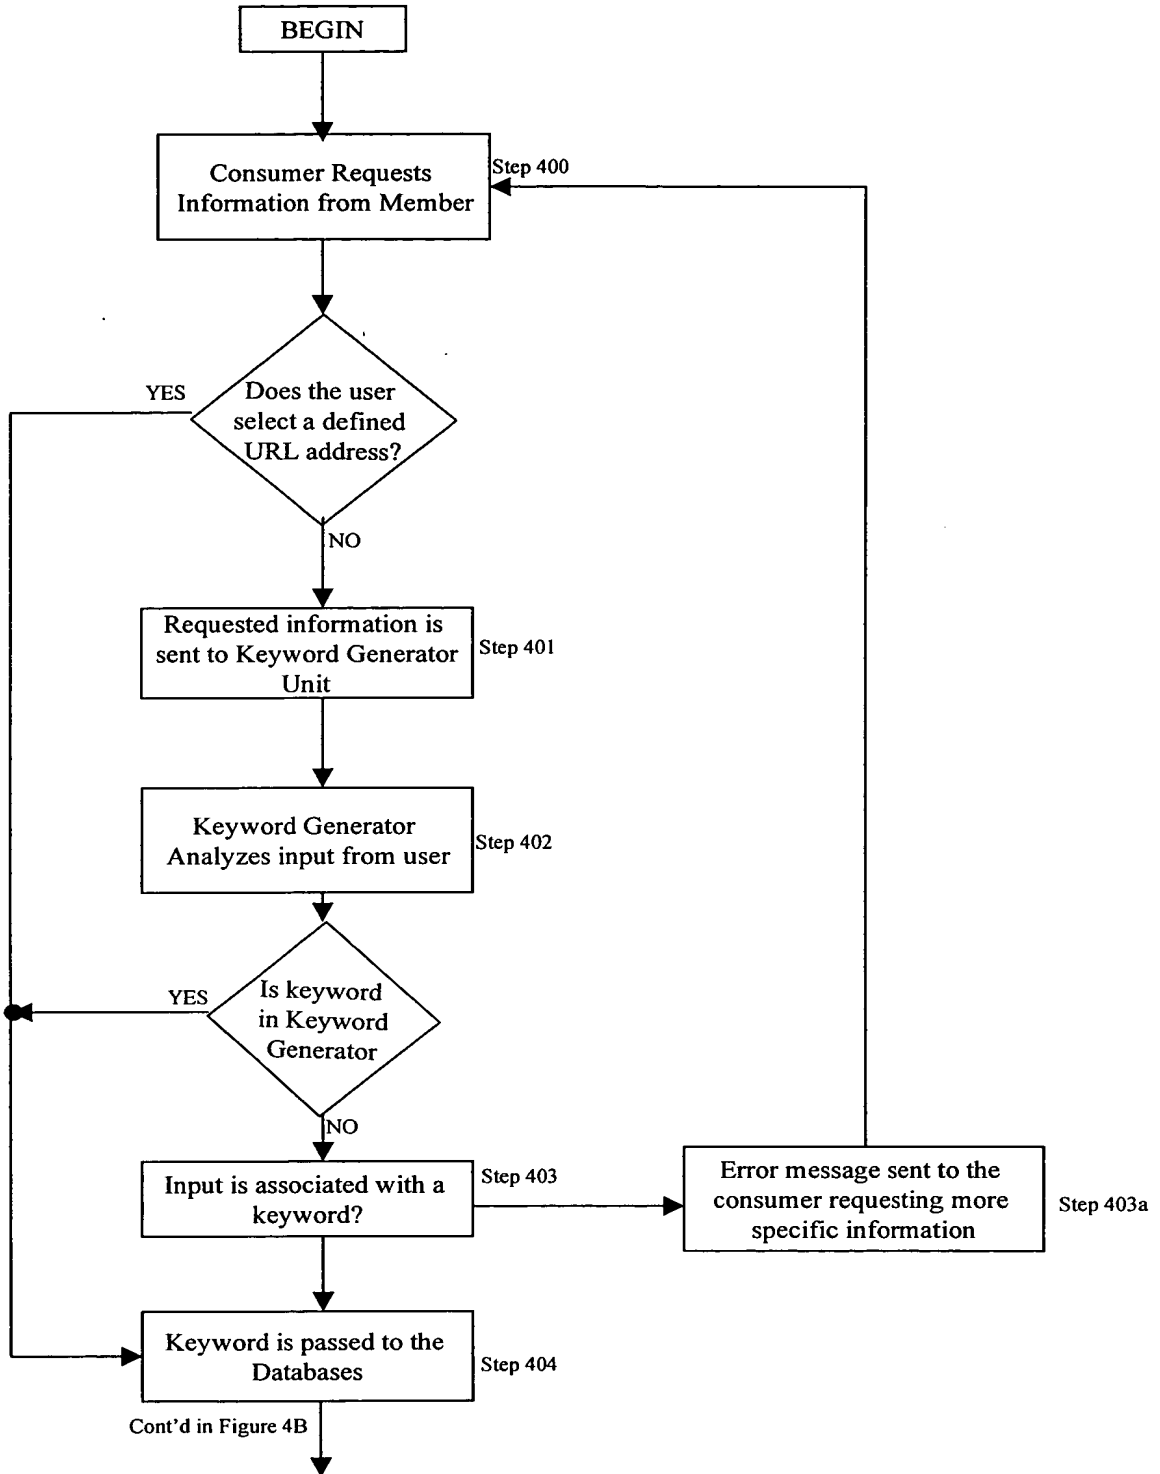 BEGIN
Consumer Requests
Information from Member
Step 400
Does the user
select a defined
URL address?
YES
NO
Requested information is
sent to Keyword Generator
Unit
Step 401
Keyword Generator
Analyzes input from user
Step 402
Is keyword
in Keyword
Generator
YES
NO
Input is associated with a
keyword?
Step 403
Error message sent to the
consumer requesting more
specific information
Step 403a
Keyword is passed to the
Databases
Step 404
Cont'd in Figure 4B